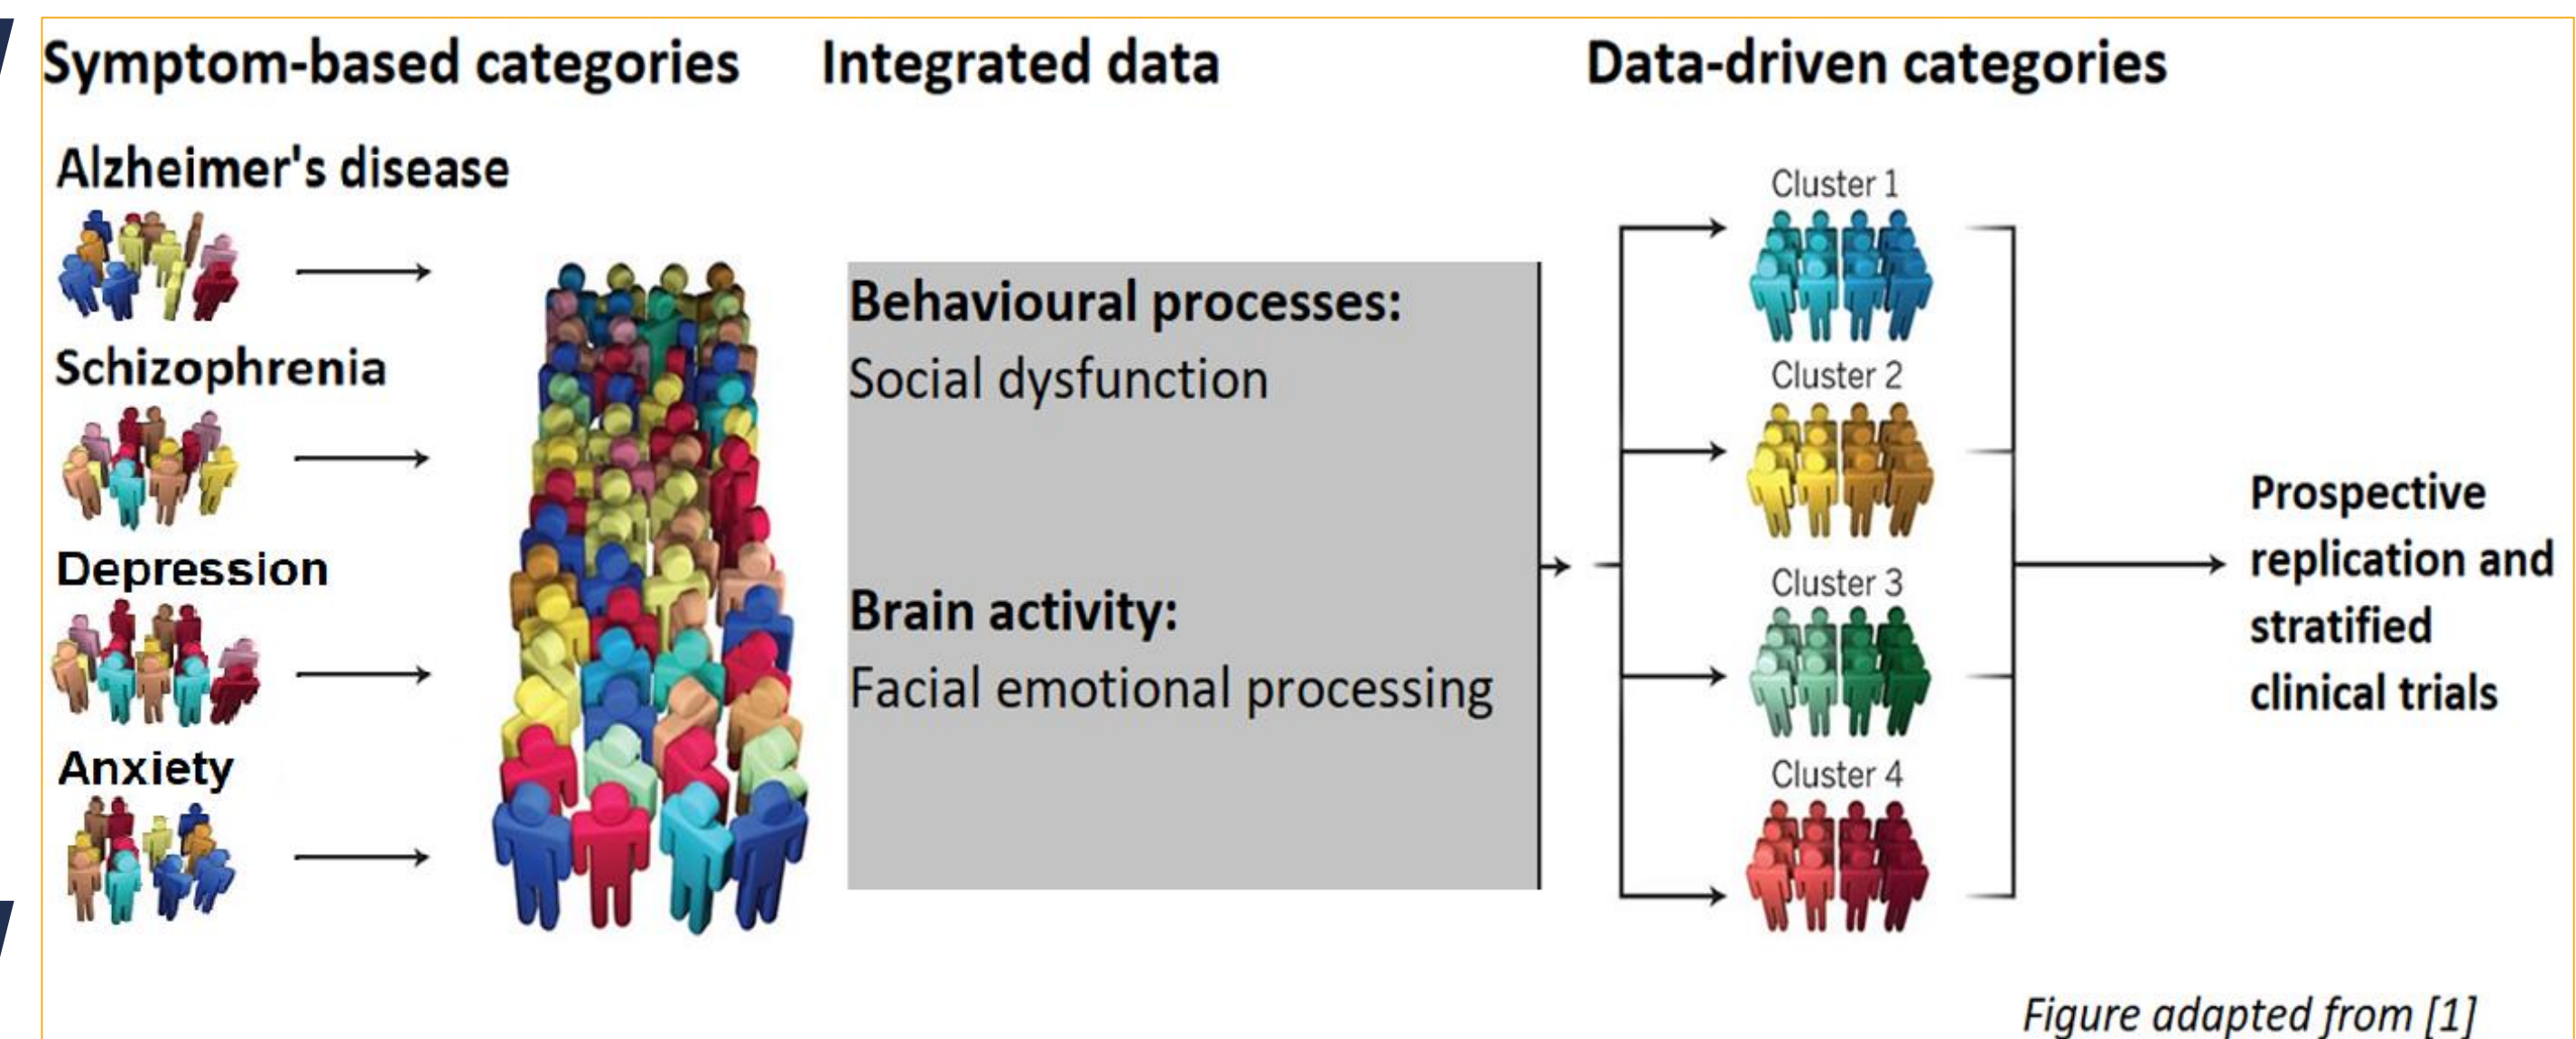 Symptom-based categories
Integrated data
Data-driven categories
Alzheimer's disease
Schizophrenia
Depression
Anxiety
Behavioural processes:
Social dysfunction
Brain activity:
Facial emotional processing
Cluster 1
Cluster 2
Cluster 3
Cluster 4
Prospective
replication and
stratified
clinical trials
Figure adapted from [1]